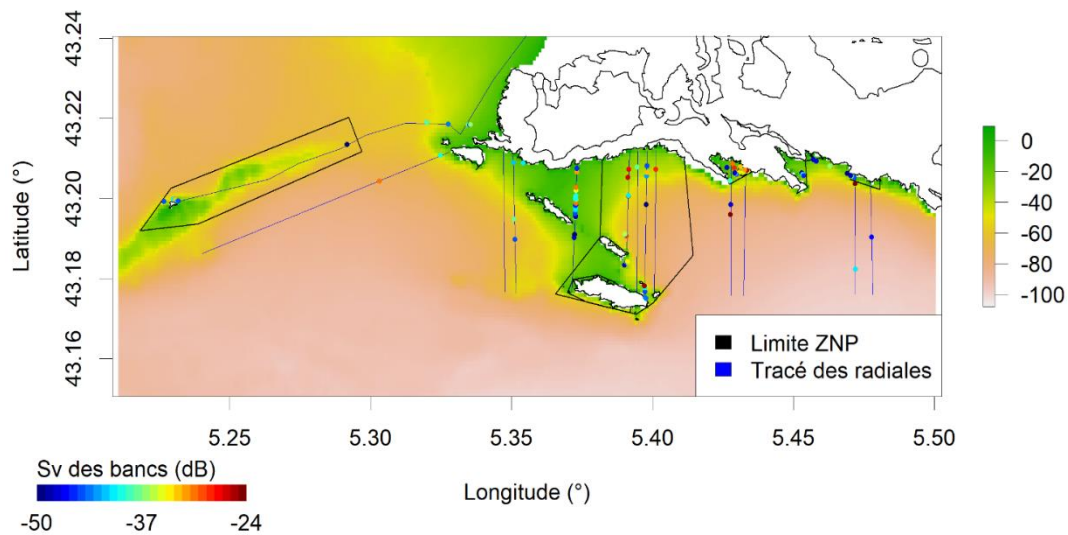 43.24
43.22
43.20
43.18
43.16
Latitude (°)
5.25 5.30 5.35 5.40 5.45 5.50
Longitude (°)
0
-20
-40
-60
-80
-100
Limite ZNP
Tracé des radiales
Sv des bancs (dB)
-50 -37 -24